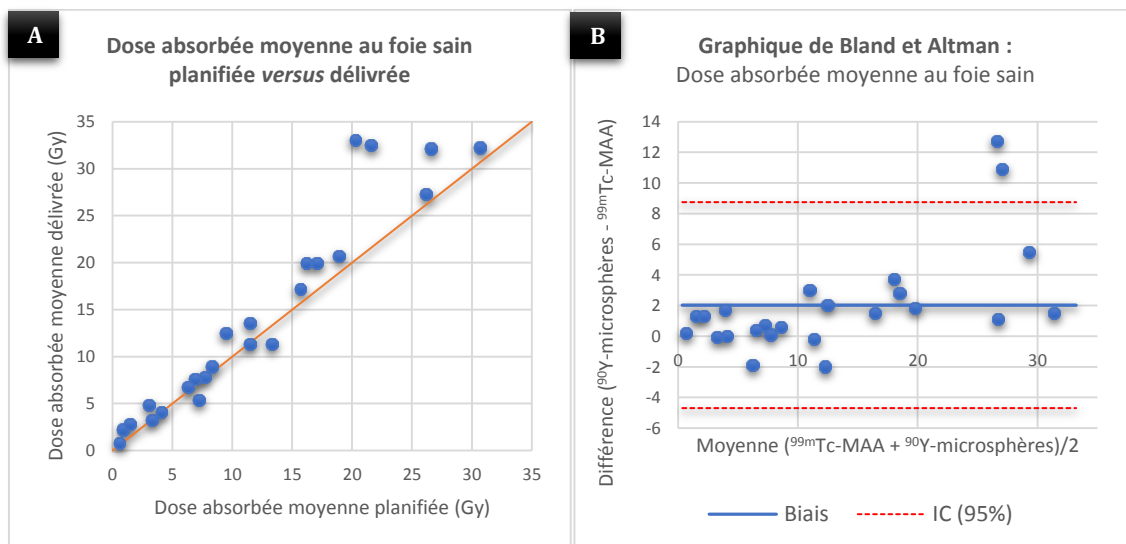 A
Dose absorbée moyenne au foie sain
planifiée versus délivrée
Dose absorbée moyenne délivrée (Gy)
35
30
25
20
15
10
5
0
0 5 10 15 20 25 30 35
Dose absorbée moyenne planifiée (Gy)
B
Graphique de Bland et Altman :
Dose absorbée moyenne au foie sain
Différence (⁹⁰Y-microsphères - ⁹⁹ᵐTc-MAA)
14
12
10
8
6
4
2
0
-2
-4
-6
0 10 20 30
Moyenne (⁹⁹ᵐTc-MAA + ⁹⁰Y-microsphères)/2
Biais IC (95%)